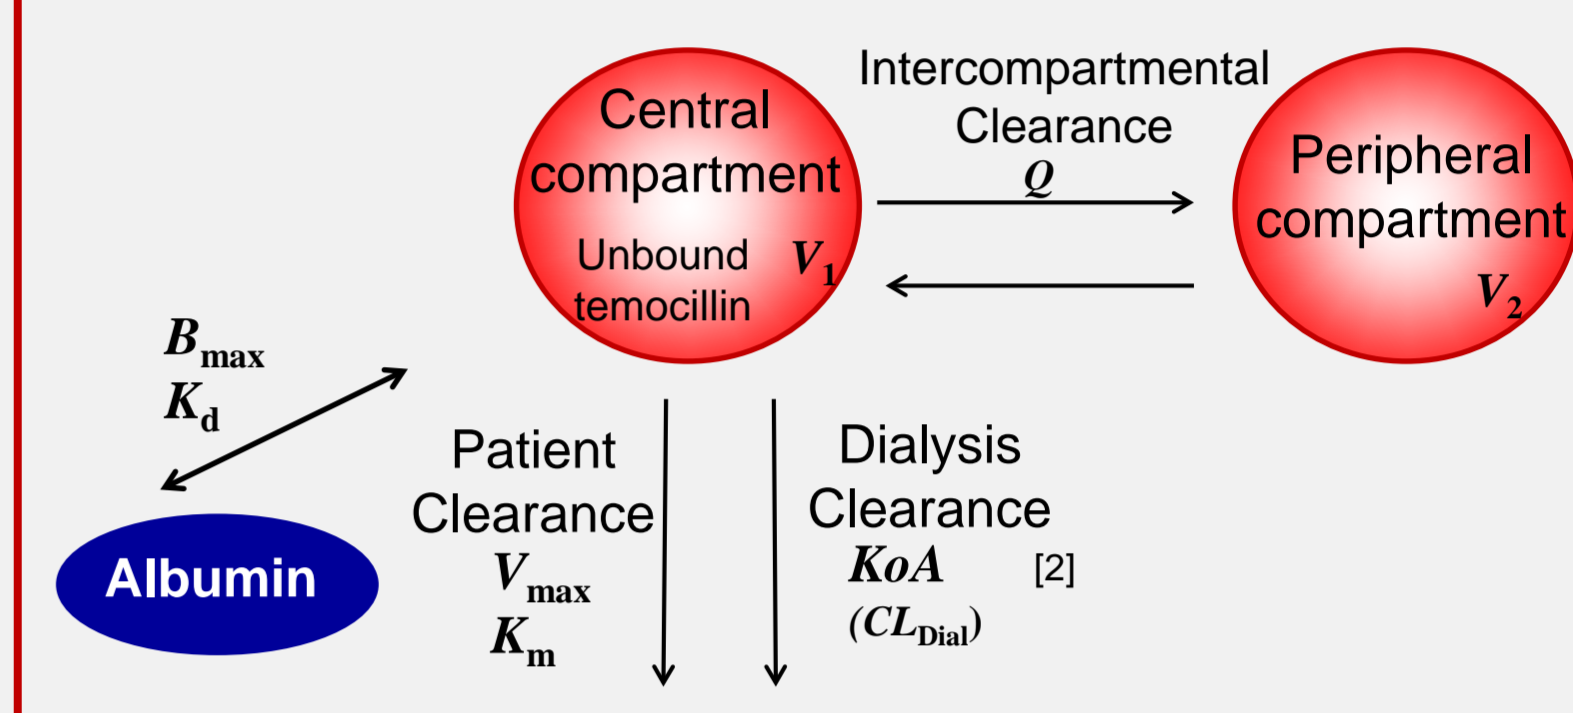 Central
compartment
Unbound V1
temocillin
Intercompartmental
Clearance
Q
Peripheral
compartment
V2
Bmax
Kd
Albumin
Patient
Clearance
Vmax
Km
Dialysis
Clearance
KoA [2]
(CLDial)